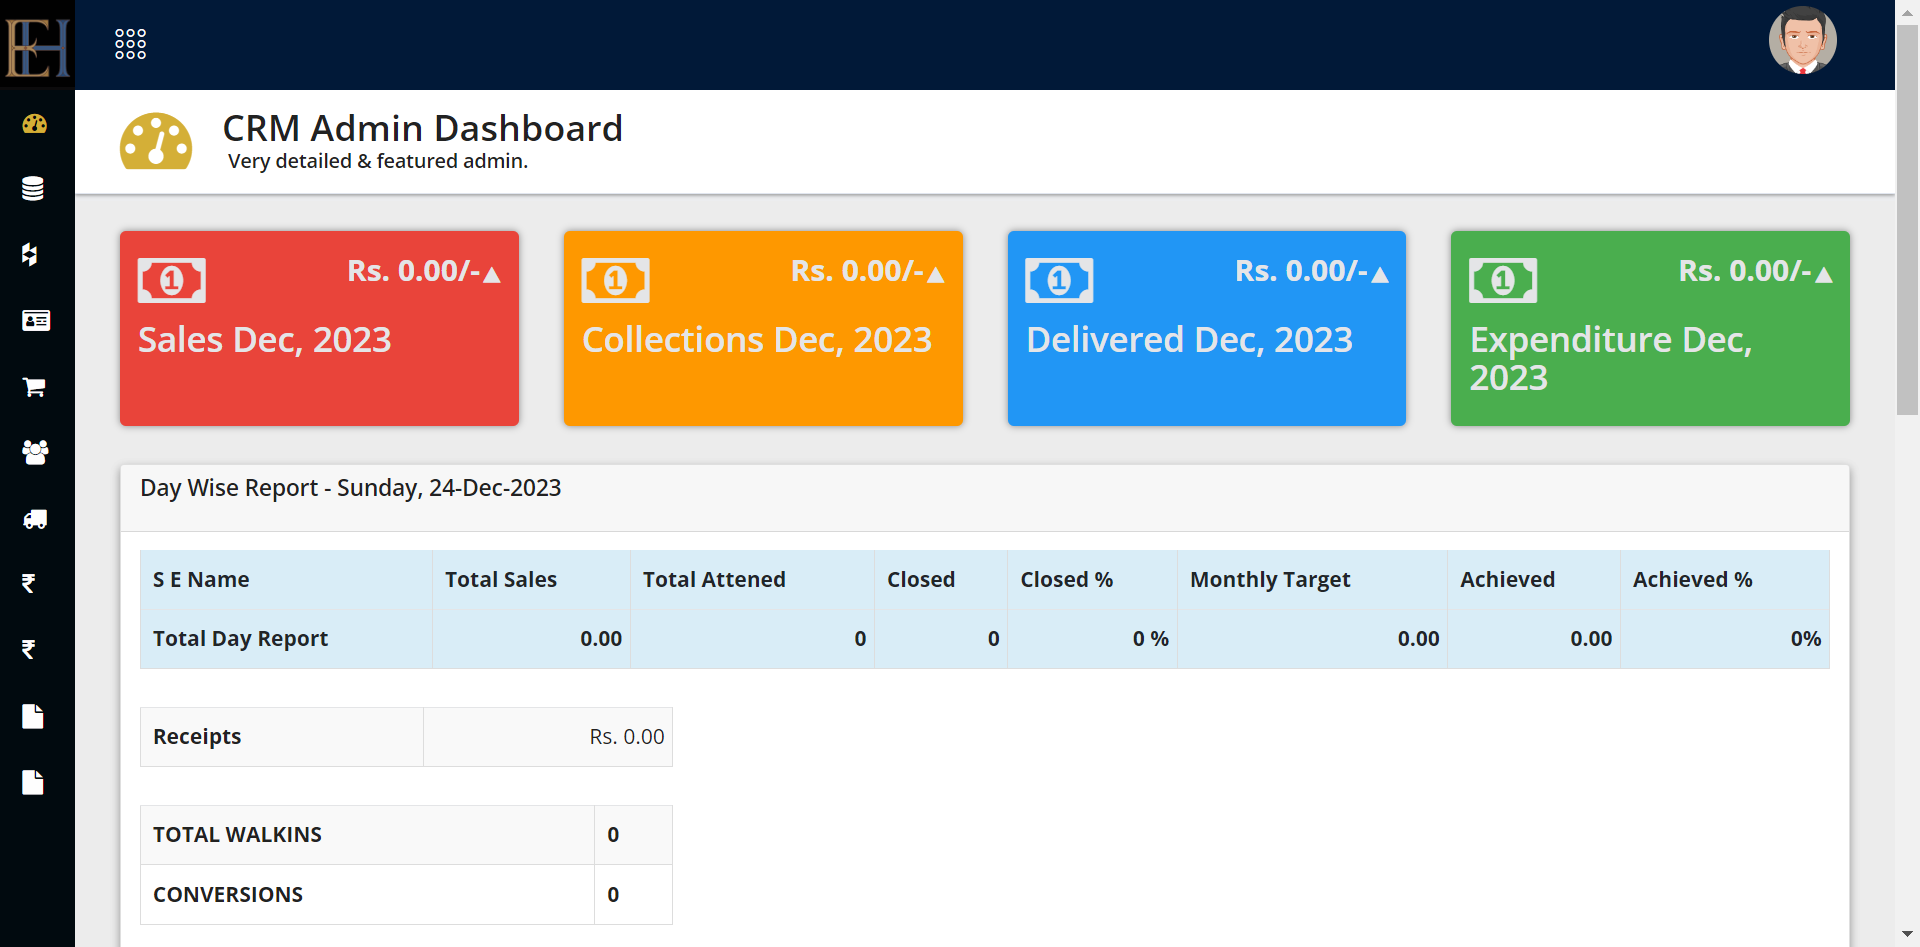 EH
CRM Admin Dashboard
Very detailed & featured admin.
Rs. 0.00/-
Sales Dec, 2023
Rs. 0.00/-
Collections Dec, 2023
Rs. 0.00/-
Delivered Dec, 2023
Rs. 0.00/-
Expenditure Dec,
2023
Day Wise Report - Sunday, 24-Dec-2023
S E Name Total Sales Total Attened Closed Closed % Monthly Target Achieved Achieved %
Total Day Report 0.00 0 0 0 % 0.00 0.00 0%
Receipts Rs. 0.00
TOTAL WALKINS 0
CONVERSIONS 0